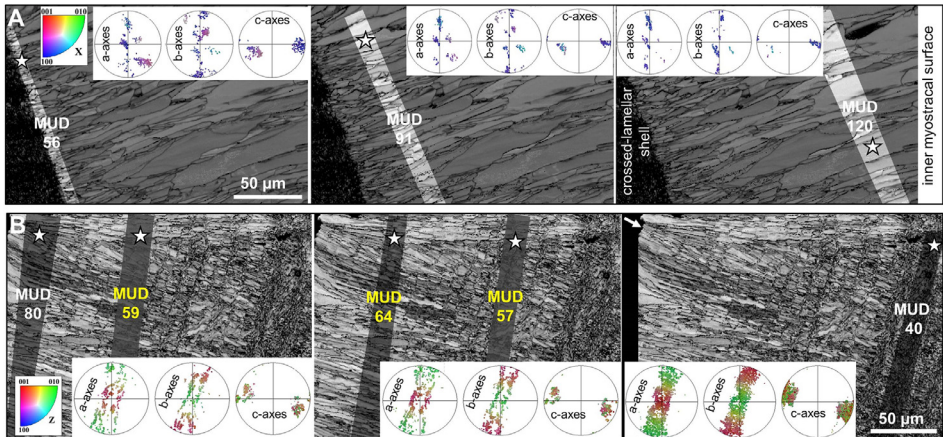 A
001
010
X
100
a-axes
b-axes
c-axes
MUD
56
50 µm
a-axes
b-axes
c-axes
MUD
91
a-axes
b-axes
c-axes
MUD
120
crossed-lamellar
shell
inner myostracal surface
B
MUD
80
MUD
59
001
010
Z
100
a-axes
b-axes
c-axes
MUD
64
MUD
57
a-axes
b-axes
c-axes
MUD
40
a-axes
b-axes
c-axes
50 µm